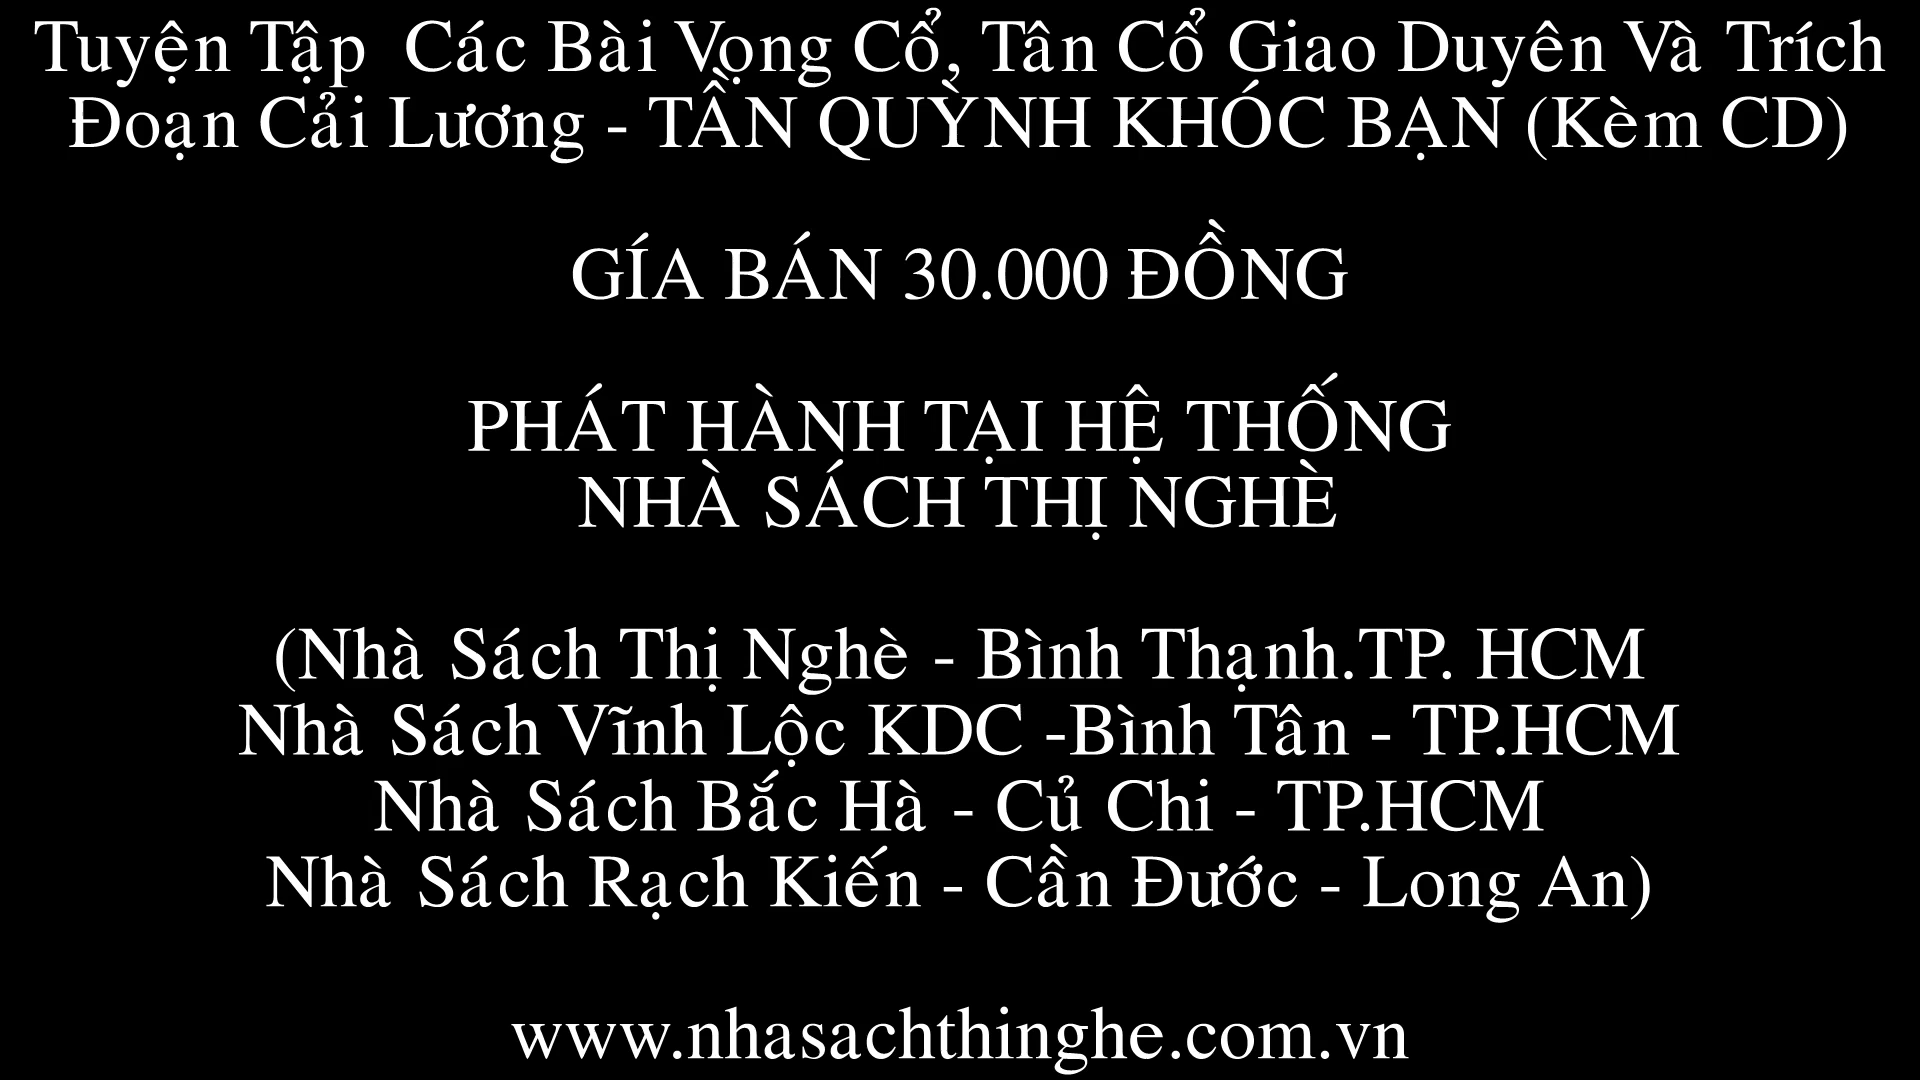 Tuyện Tập  Các Bài Vọng Cổ, Tân Cổ Giao Duyên Và Trích
Đoạn Cải Lương - TẦN QUỲNH KHÓC BẠN (Kèm CD)
GÍA BÁN 30.000 ĐỒNG
PHÁT HÀNH TẠI HỆ THỐNG
NHÀ SÁCH THỊ NGHÈ
(Nhà Sách Thị Nghè - Bình Thạnh.TP. HCM
Nhà Sách Vĩnh Lộc KDC -Bình Tân - TP.HCM
Nhà Sách Bắc Hà - Củ Chi - TP.HCM
Nhà Sách Rạch Kiến - Cần Đước - Long An)
www.nhasachthinghe.com.vn